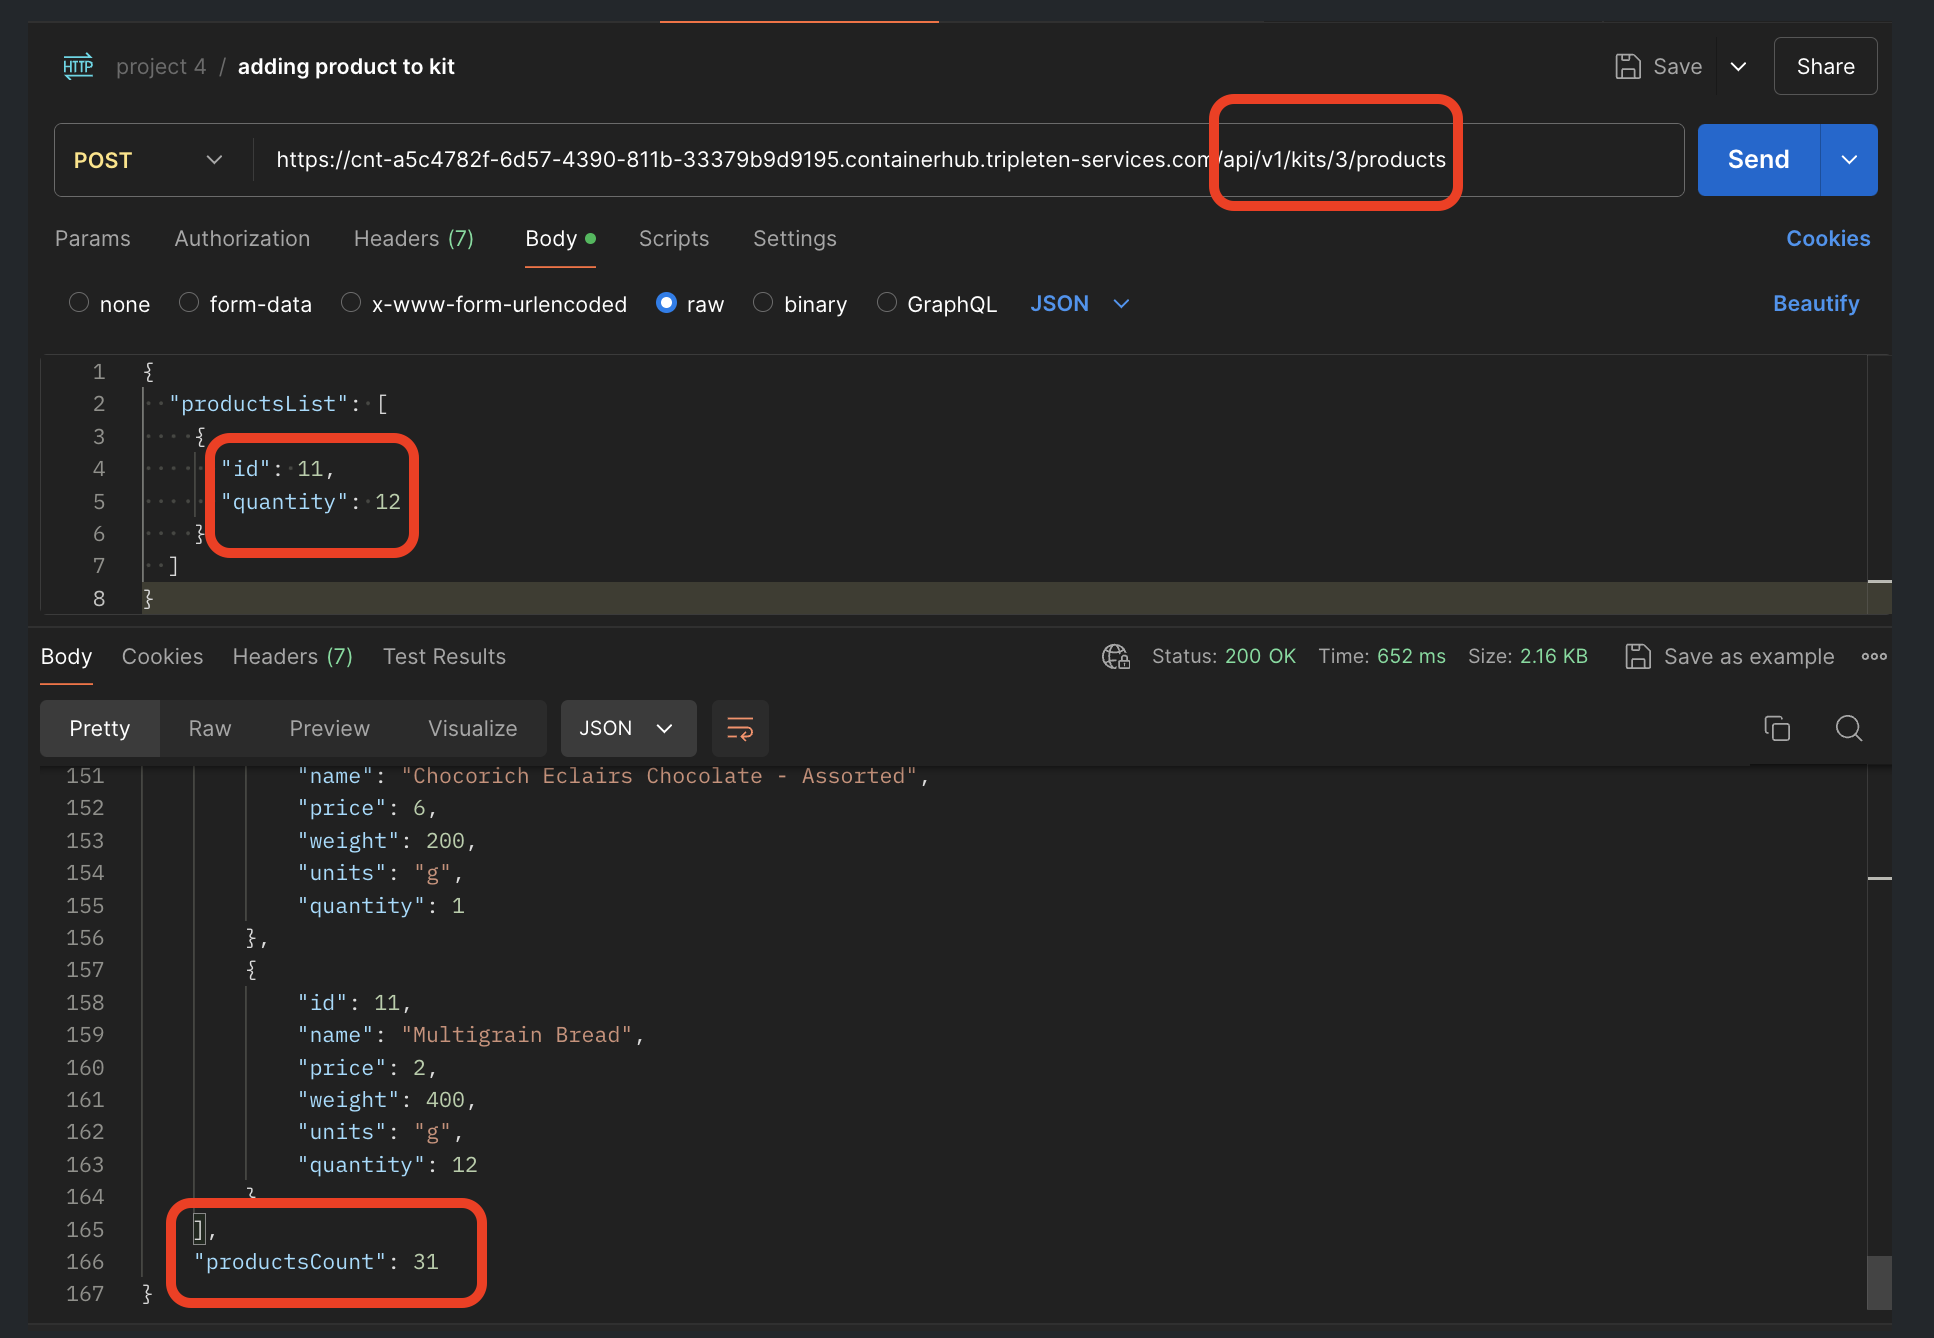 HTTP project 4 / adding product to kit Save Share
POST https://cnt-a5c4782f-6d57-4390-811b-33379b9d9195.containerhub.tripleten-services.com/api/v1/kits/3/products Send
Params Authorization Headers (7) Body Scripts Settings Cookies
none form-data x-www-form-urlencoded raw binary GraphQL JSON Beautify
1 {
2 "productsList": [
3 {
4 "id": 11,
5 "quantity": 12
6 }
7 ]
8 }
Body Cookies Headers (7) Test Results Status: 200 OK Time: 652 ms Size: 2.16 KB Save as example
Pretty Raw Preview Visualize JSON
151 "name": "Chocorich Eclairs Chocolate - Assorted",
152 "price": 6,
153 "weight": 200,
154 "units": "g",
155 "quantity": 1
156 },
157 {
158 "id": 11,
159 "name": "Multigrain Bread",
160 "price": 2,
161 "weight": 400,
162 "units": "g",
163 "quantity": 12
164 }
165 ],
166 "productsCount": 31
167 }